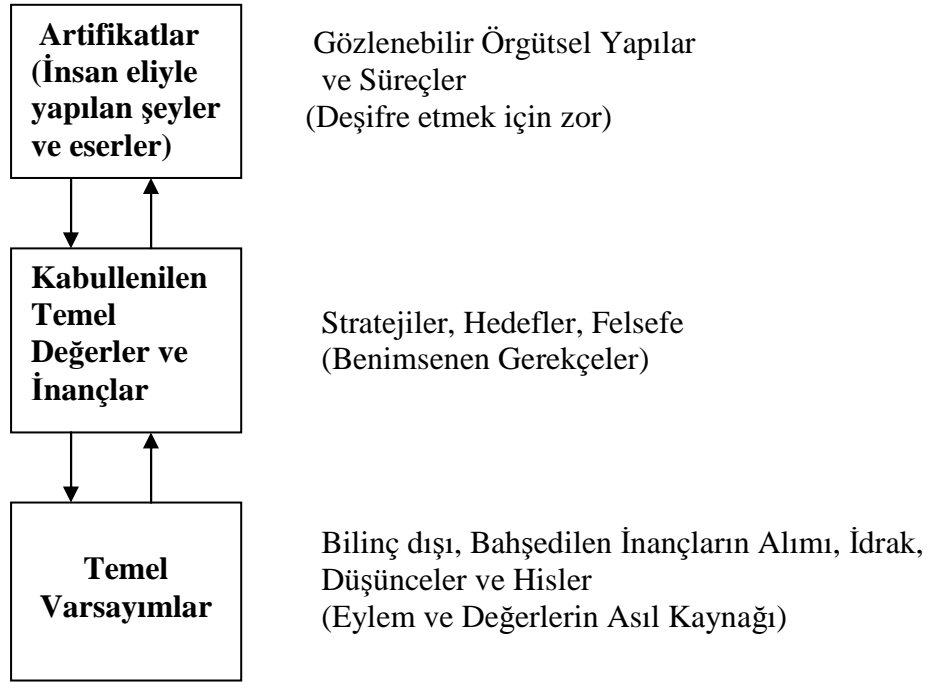 Artifikatlar
(İnsan eliyle
yapılan şeyler
ve eserler)
Gözlenebilir Örgütsel Yapılar
ve Süreçler
(Deşifre etmek için zor)
Kabullenilen
Temel
Değerler ve
İnançlar
Stratejiler, Hedefler, Felsefe
(Benimsenen Gerekçeler)
Temel
Varsayımlar
Bilinç dışı, Bahşedilen İnançların Alımı, İdrak,
Düşünceler ve Hisler
(Eylem ve Değerlerin Asıl Kaynağı)